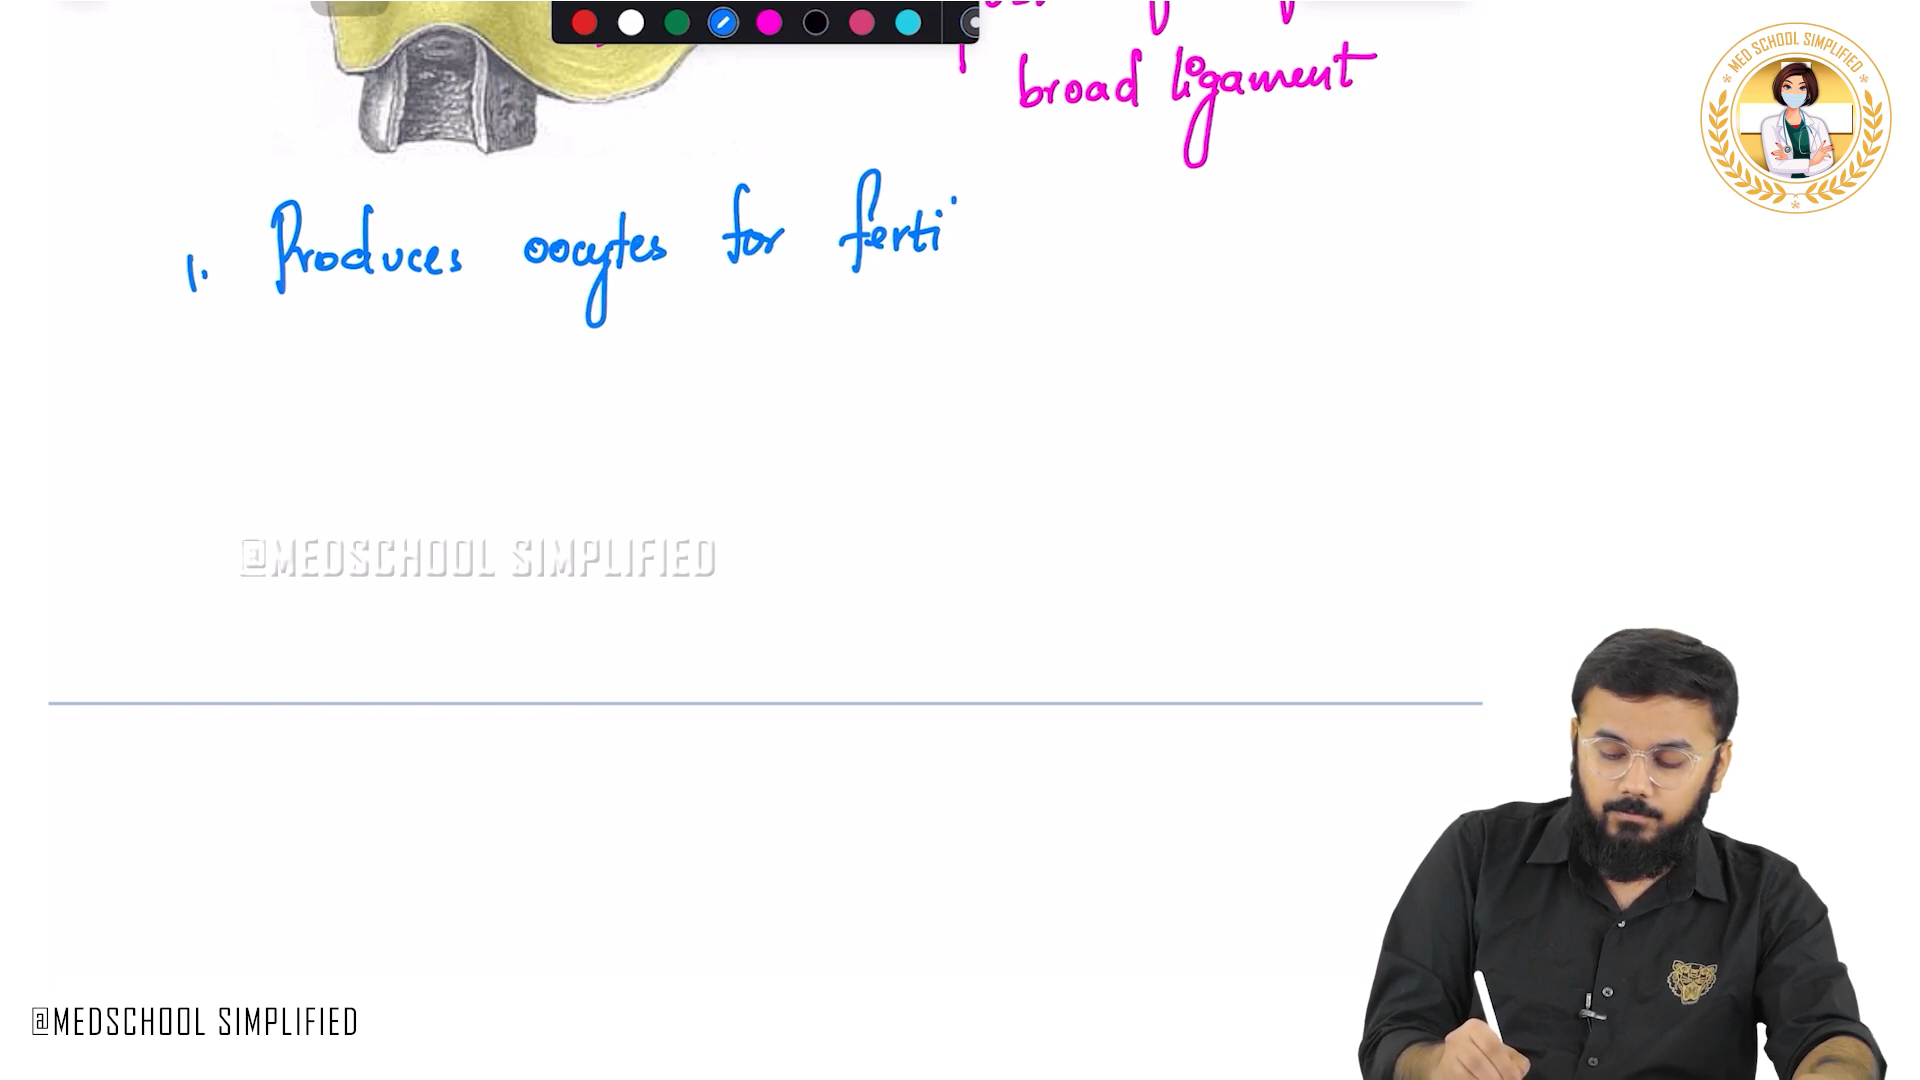 broad ligament
MED SCHOOL SIMPLIFIED
1. Produces oocytes for ferti
@MEDSCHOOL SIMPLIFIED
@MEDSCHOOL SIMPLIFIED